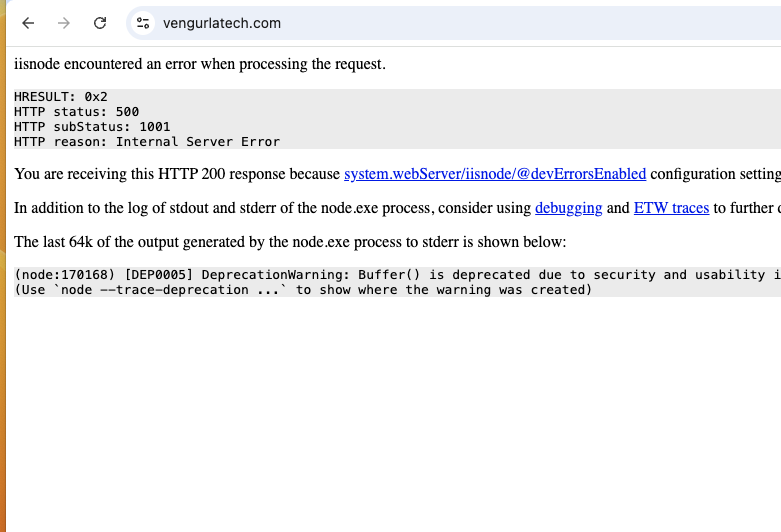 vengurlatech.com
iisnode encountered an error when processing the request.
HRESULT: 0x2
HTTP status: 500
HTTP subStatus: 1001
HTTP reason: Internal Server Error
You are receiving this HTTP 200 response because system.webServer/iisnode/@devErrorsEnabled configuration setting
In addition to the log of stdout and stderr of the node.exe process, consider using debugging and ETW traces to further
The last 64k of the output generated by the node.exe process to stderr is shown below:
(node:170168) [DEP0005] DeprecationWarning: Buffer() is deprecated due to security and usability
(Use `node --trace-deprecation ...` to show where the warning was created)